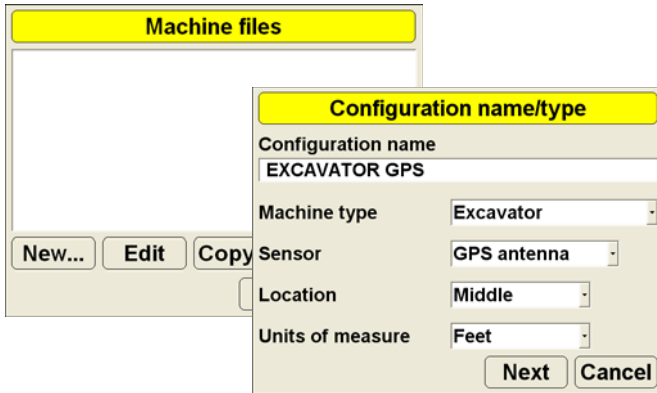 Machine files
New... Edit Copy
Configuration name/type
Configuration name
EXCAVATOR GPS
Machine type Excavator
Sensor GPS antenna
Location Middle
Units of measure Feet
Next Cancel